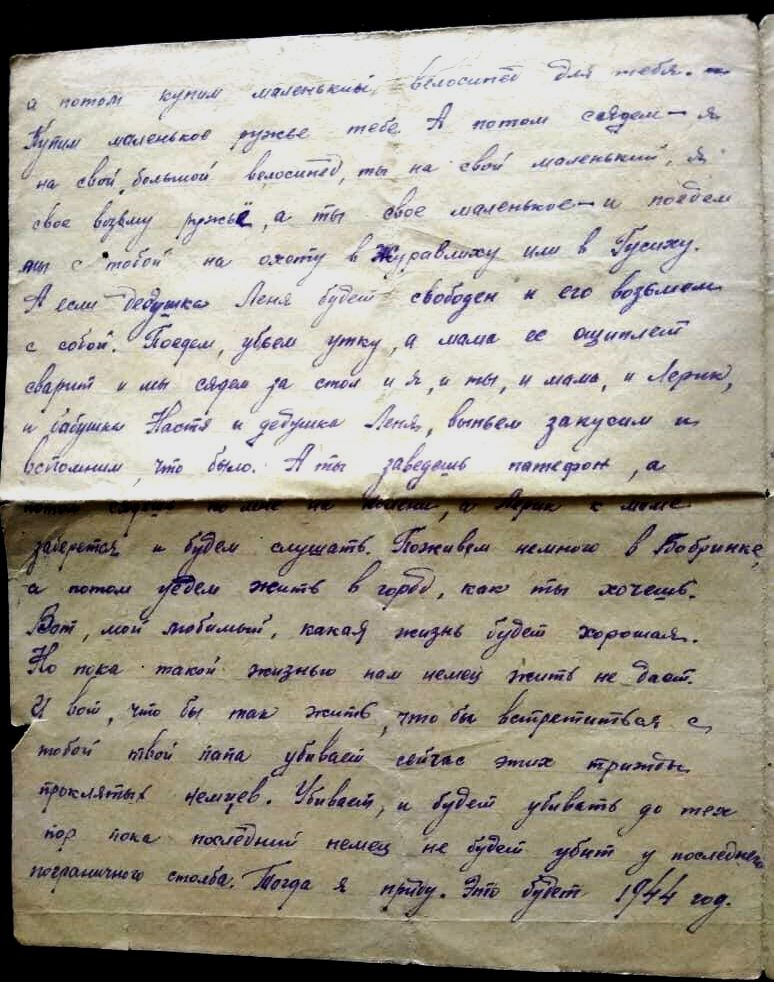 а потом купим маленький велосипед для тебя. –
Купим маленькое ружье тебе. А потом сядем – я
на свой большой велосипед, ты на свой маленький, я
свое возьму ружьё, а ты свое маленькое – и поедем
мы с тобой на охоту в Журавлиху или в Гусиху.
А если дедушка Леня будет свободен и его возьмем
с собой. Поедем, убьем утку, а мама ее ощиплет
сварит и мы сядем за стол и я, и ты, и мама, и Лерик,
и бабушка Настя и дедушка Леня, выпьем закусим и
вспомним, что было. А ты заведешь патефон, а
потом сядешь ко мне на колени, а Лерик к маме
заберется и будем слушать. Поживем немного в Бобринке,
а потом уедем жить в город, как ты хочешь.
Вот, мой любимый, какая жизнь будет хорошая.
Но пока такой жизнью нам немец жить не дает.
И вот, что бы так жить, что бы встретиться с
тобой твой папа убивает сейчас этих трижды
проклятых немцев. Убивает, и будет убивать до тех
пор пока последний немец не будет убит у последнего
пограничного столба. Тогда я прийду. Это будет 1944 год.